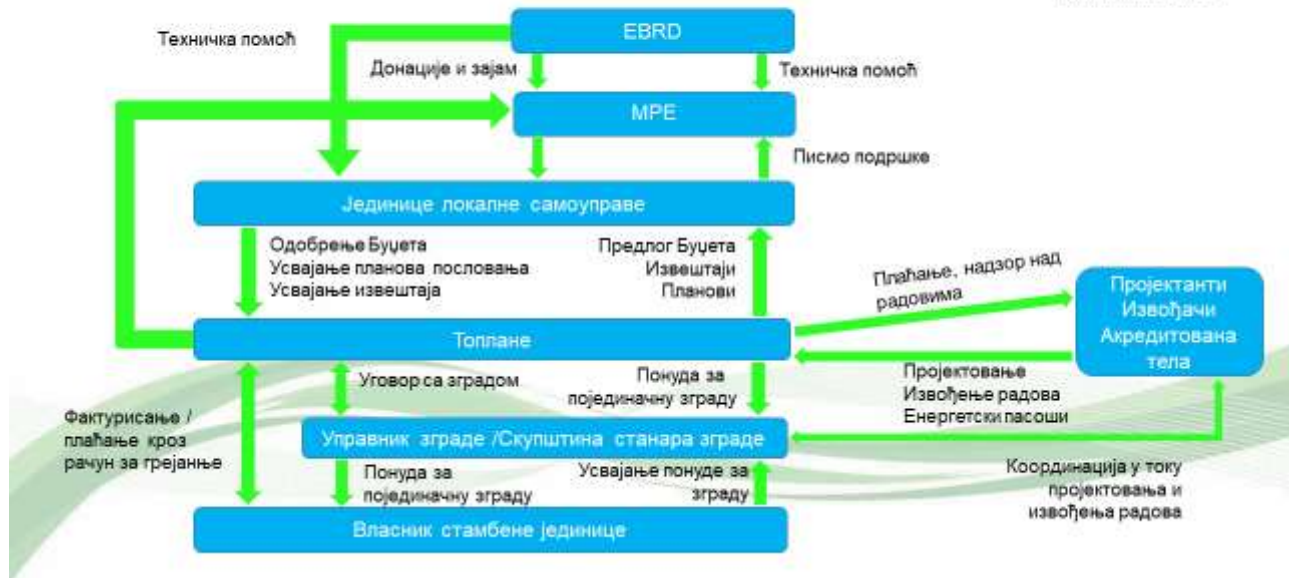 EBRD
Техничка помоћ
Донације и зајам
Техничка помоћ
MPE
Писмо подршке
Јединице локалне самоуправе
Одобрење Буџета
Усвајање планова пословања
Усвајање извештаја
Предлог Буџета
Извештаји
Планови
Плаћање, надзор над
радовима
Пројектанти
Извођачи
Акредитована
тела
Топлане
Уговор са зградом
Понуда за
појединачну зграду
Пројектовање
Извођење радова
Енергетски пасоши
Фактурисање /
плаћање кроз
рачун за грејањње
Управник зграде /Скупштина станара зграде
Понуда за
појединачну зграду
Усвајање понуде за
зграду
Координација у току
пројектовања и
извођења радова
Власник стамбене јединице